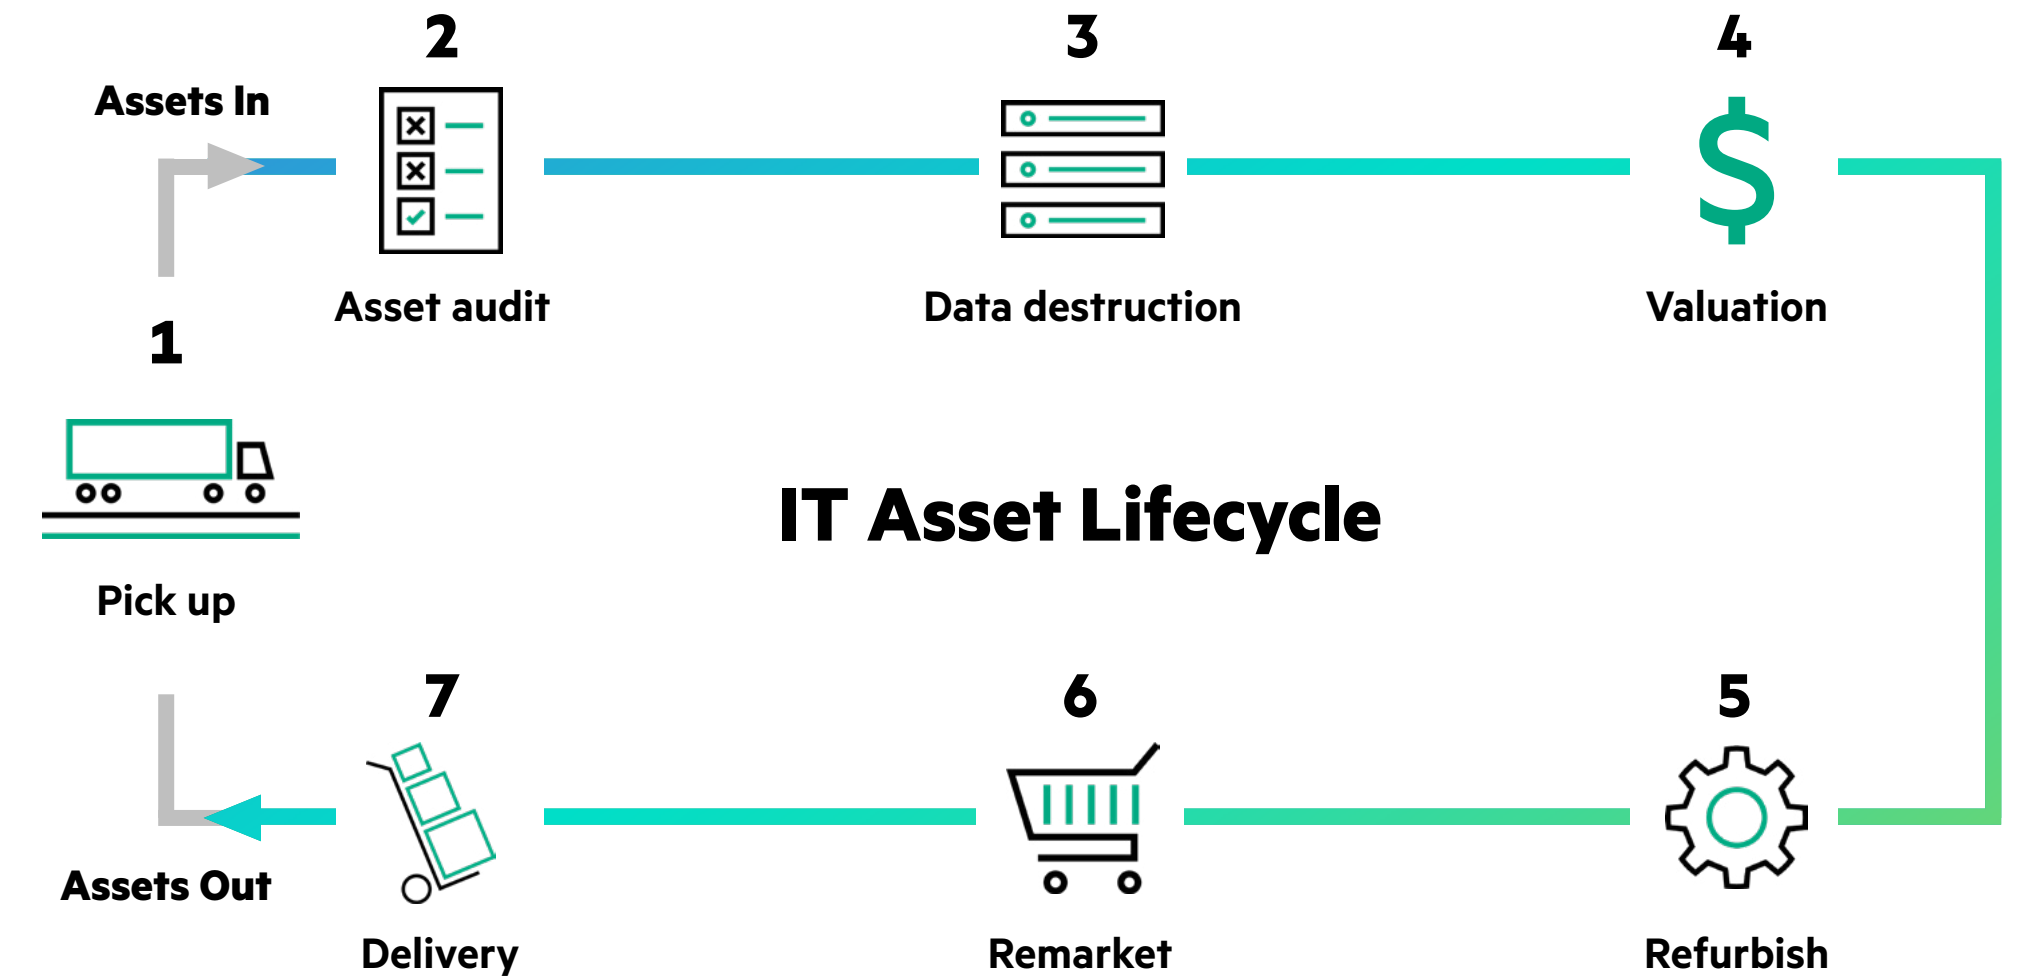 2
3
4
Assets In
Asset audit
Data destruction
Valuation
1
Pick up
IT Asset Lifecycle
7
6
5
Assets Out
Delivery
Remarket
Refurbish